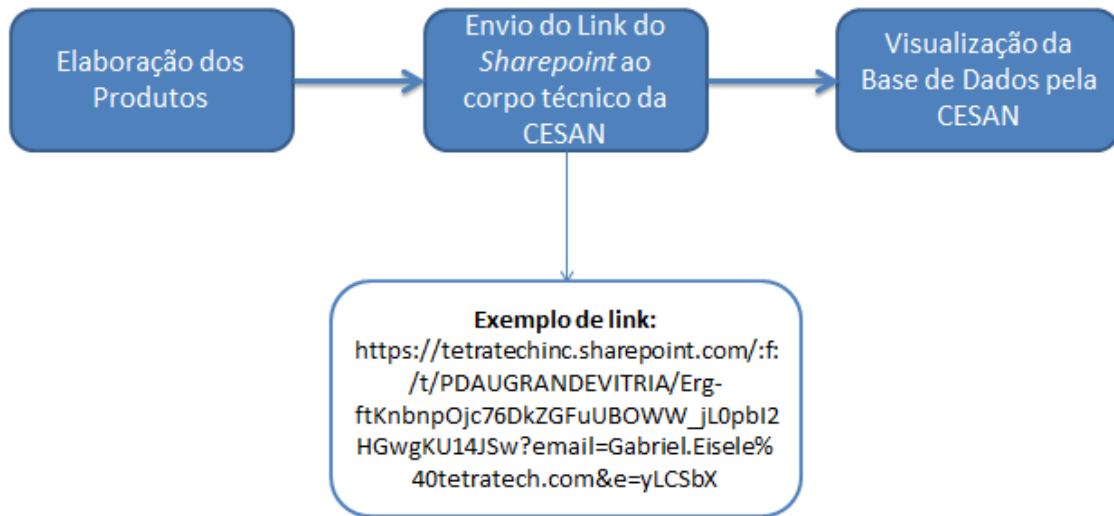 Elaboração dos
Produtos
Envio do Link do
Sharepoint ao
corpo técnico da
CESAN
Visualização da
Base de Dados pela
CESAN
Exemplo de link:
https://tetratechinc.sharepoint.com/:f:
/t/PDAUGRANDEVITRIA/Erg-
ftKnbnpOjc76DkZGFuUBOWW_jL0pbI2
HGwgKU14JSw?email=Gabriel.Eisele%
40tetratech.com&e=yLCSbX